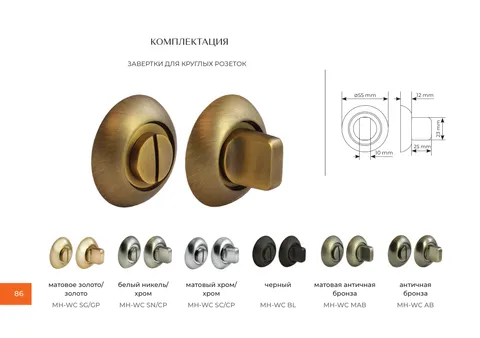 КОМПЛЕКТАЦИЯ
ЗАВЕРТКИ ДЛЯ КРУГЛЫХ РОЗЕТОК
ø55 mm
12 mm
23 mm
10 mm
25 mm
матовое золото/
золото
MH-WC SG/GP
белый никель/
хром
MH-WC SN/CP
матовый хром/
хром
MH-WC SC/CP
черный
MH-WC BL
матовая античная
бронза
MH-WC MAB
античная
бронза
MH-WC AB
86